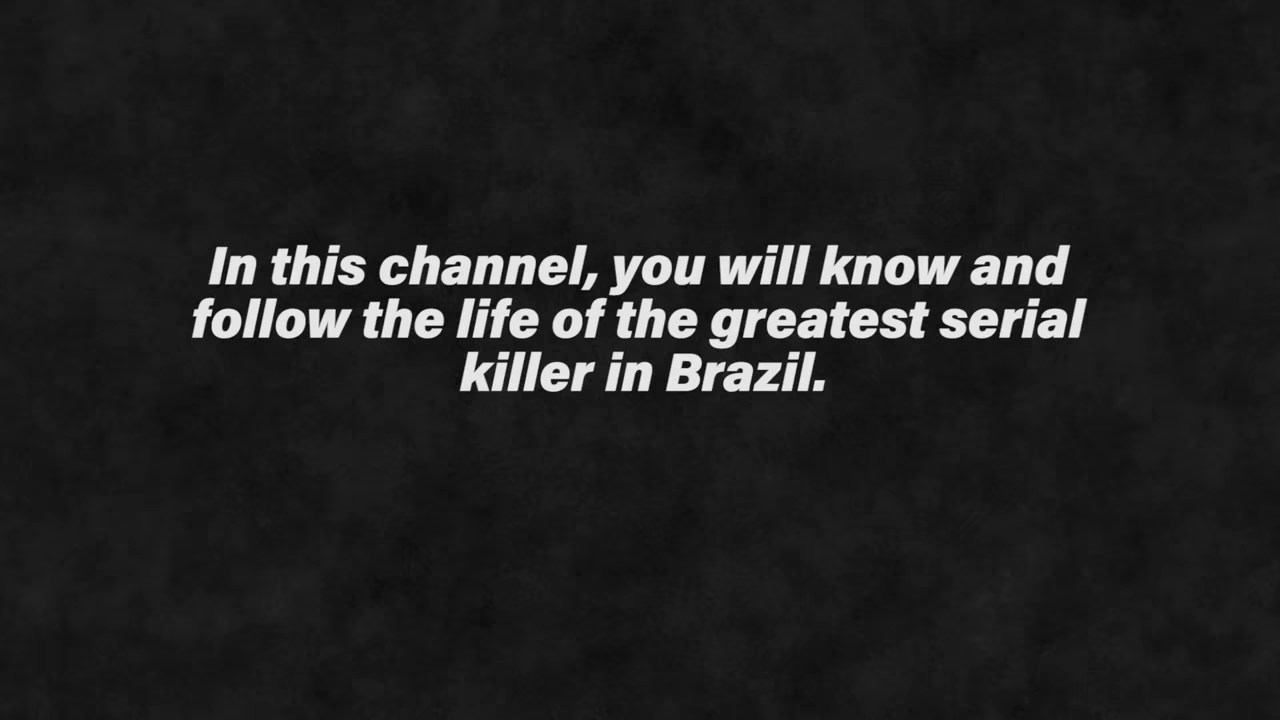 In this channel, you will know and
follow the life of the greatest serial
killer in Brazil.